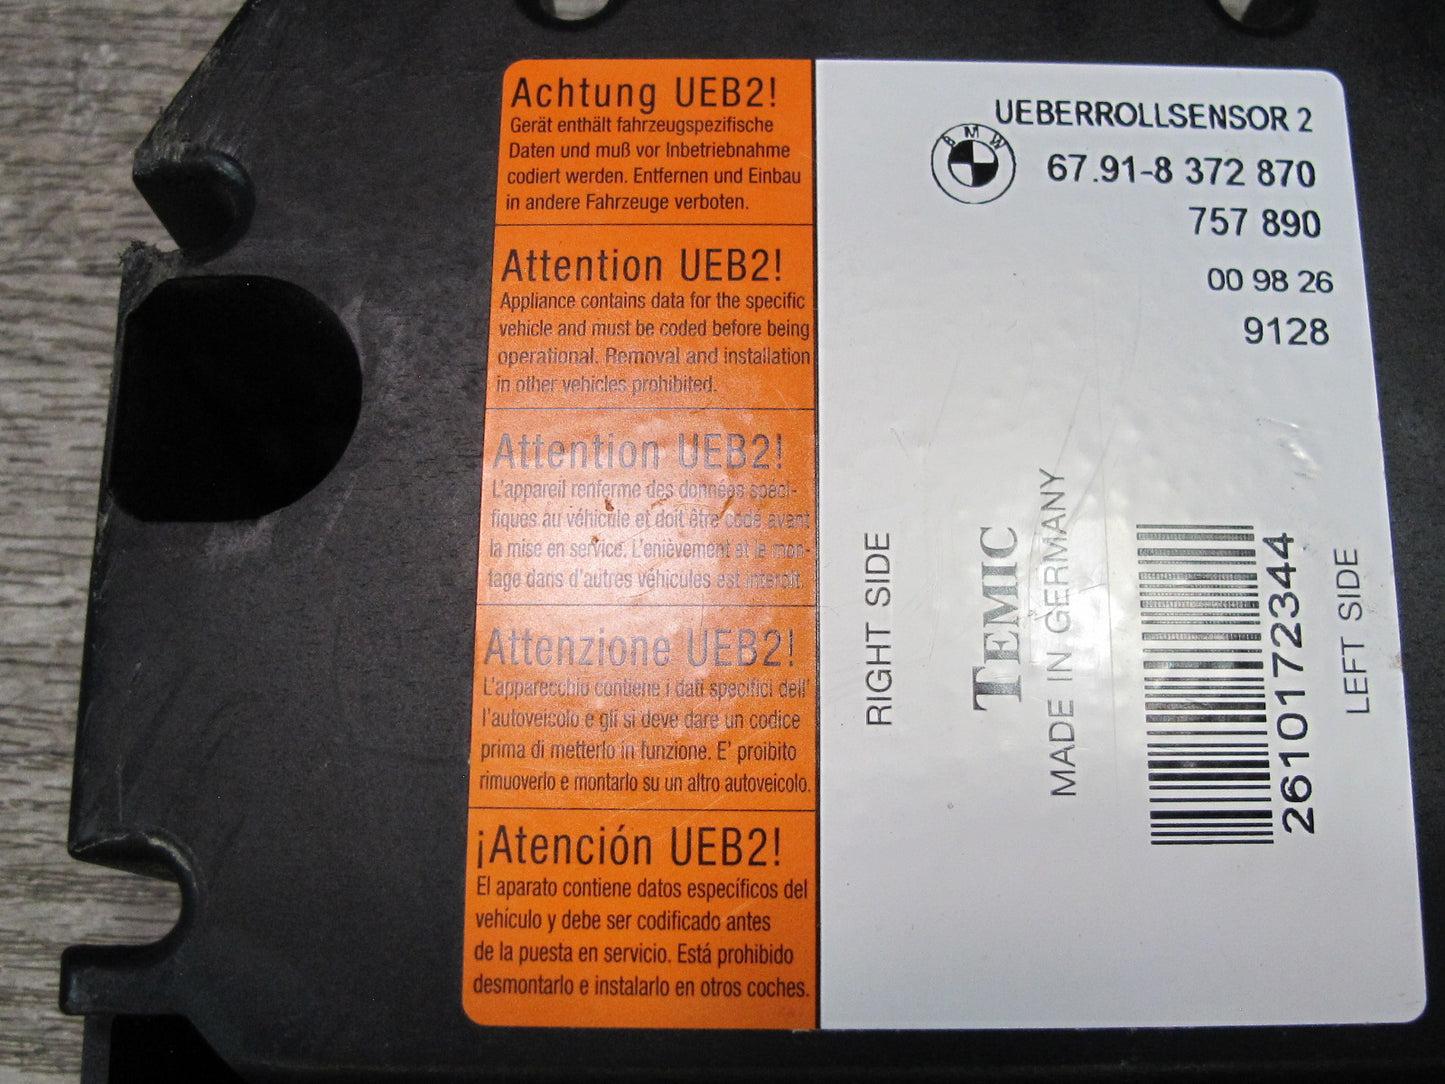 Achtung UEB2!
Gerät enthält fahrzeugspezifische
Daten und muß vor Inbetriebnahme
codiert werden. Entfernen und Einbau
in andere Fahrzeuge verboten.
Attention UEB2!
Appliance contains data for the specific
vehicle and must be coded before being
operational. Removal and installation
in other vehicles prohibited.
Attention UEB2!
L'appareil renferme des données spéci-
fiques au véhicule et doit être codé avant
la mise en service. L'enièvement et le mon-
tage dans d'autres véhicules est interdit.
Attenzione UEB2!
L'apparecchio contiene i dati specifici dell'
l'autoveicolo e gli si deve dare un codice
prima di metterlo in funzione. E' proibito
rimuoverlo e montarlo su un altro autoveicolo.
¡Atención UEB2!
El aparato contiene datos específicos del
vehículo y debe ser codificado antes
de la puesta en servicio. Está prohibido
desmontarlo e instalarlo en otros coches.
UEBERROLLSENSOR 2
BMW
67.91-8 372 870
757 890
00 98 26
9128
RIGHT SIDE
TEMIC
MADE IN GERMANY
2610172344
LEFT SIDE